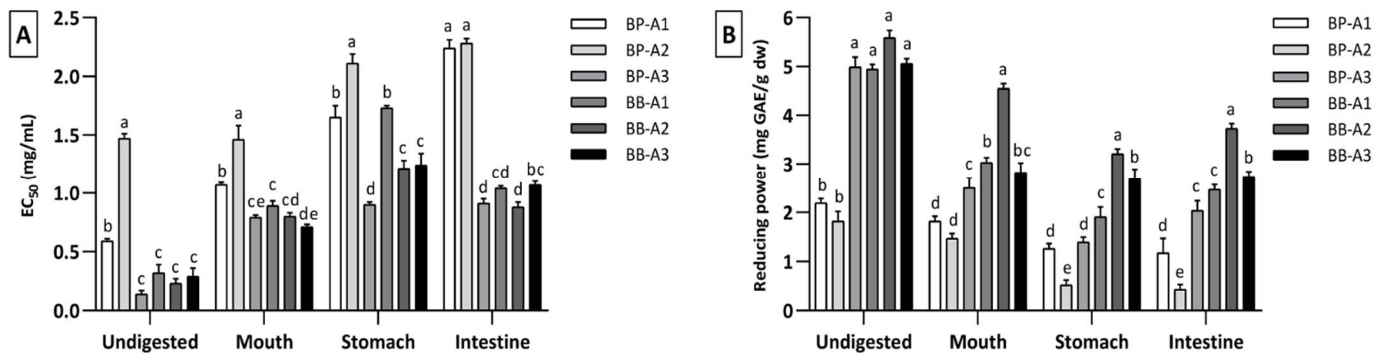 A
EC50 (mg/mL)
2.5
2.0
1.5
1.0
0.5
0.0
b a c c c c
b a ce c cd de
b a d b c c
a a d cd d bc
Undigested Mouth Stomach Intestine
BP-A1
BP-A2
BP-A3
BB-A1
BB-A2
BB-A3
B
Reducing power (mg GAE/g dw)
6
5
4
3
2
1
0
b b a a a a
d d c b a bc
d e d c a b
d e c c a b
Undigested Mouth Stomach Intestine
BP-A1
BP-A2
BP-A3
BB-A1
BB-A2
BB-A3